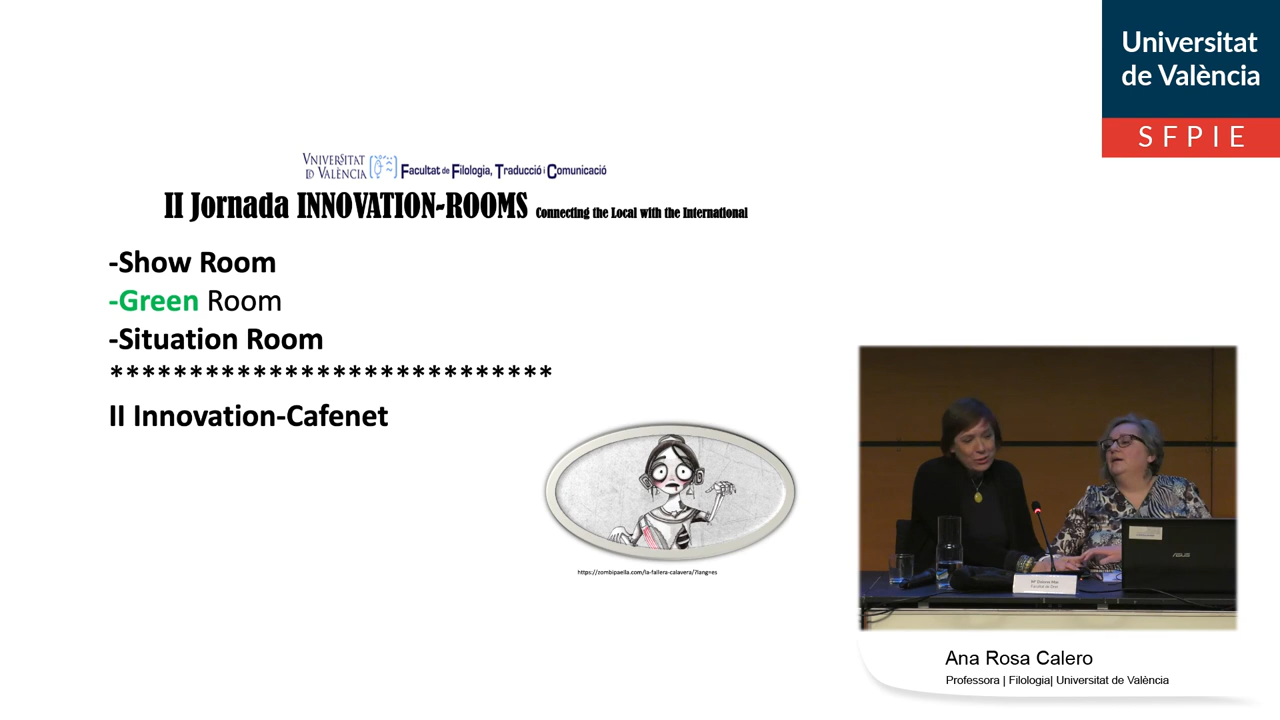 Universitat
de València
SFPIE
VNIVERSITAT
ID VALÈNCIA
Facultat de Filologia, Traducció i Comunicació
II Jornada INNOVATION-ROOMS Connecting the Local with the International
-Show Room
-Green Room
-Situation Room
****************************
II Innovation-Cafenet
https://zombipaella.com/la-fallera-calavera/?lang=es
ASUS
Ana Rosa Calero
Professora | Filologia| Universitat de València